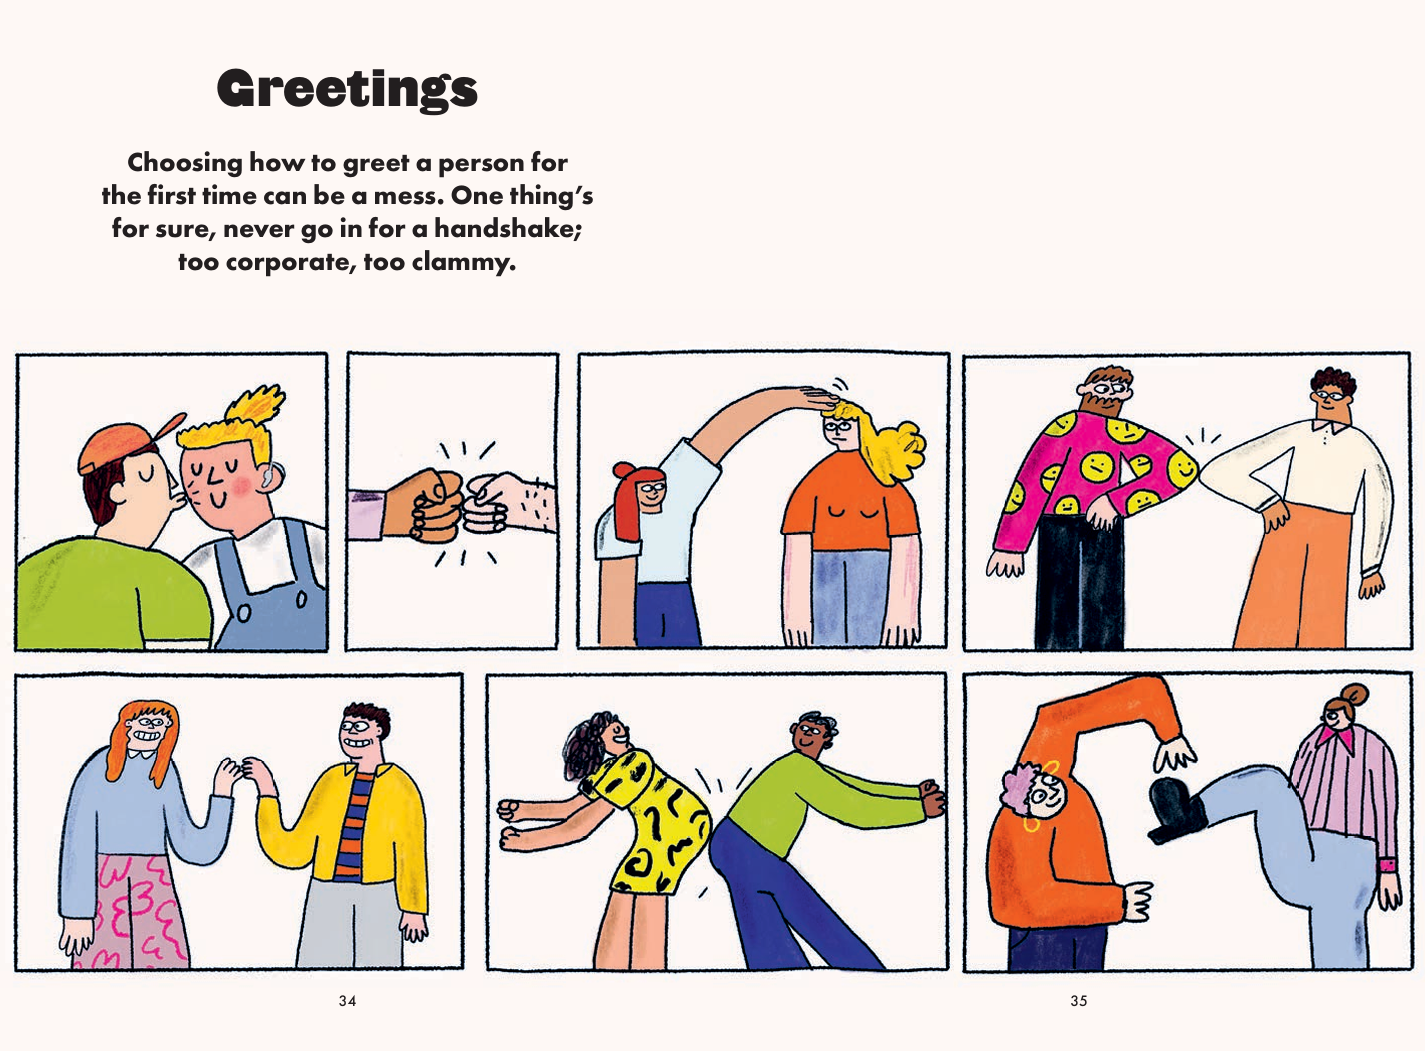 Greetings
Choosing how to greet a person for
the first time can be a mess. One thing’s
for sure, never go in for a handshake;
too corporate, too clammy.
34
35